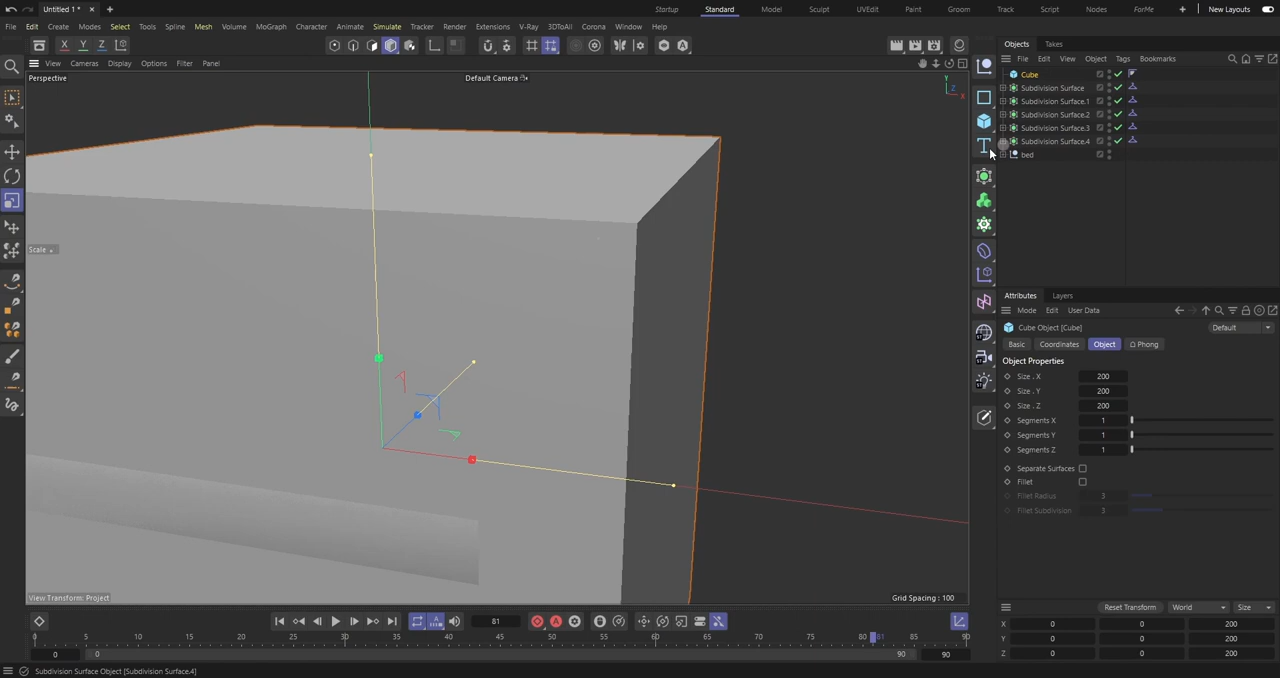 Untitled 1 *
Startup Standard Model Sculpt UVEdit Paint Groom Track Script Nodes ForMe New Layouts
File Edit Create Modes Select Tools Spline Mesh Volume MoGraph Character Animate Simulate Tracker Render Extensions V-Ray 3DToAll Corona Window Help
X Y Z
Objects Takes
View Cameras Display Options Filter Panel
File Edit View Object Tags Bookmarks
Perspective
Default Camera
Y
Z
X
Cube
Subdivision Surface
Subdivision Surface.1
Subdivision Surface.2
Subdivision Surface.3
Subdivision Surface.4
bed
Scale
Attributes Layers
Mode Edit User Data
Cube Object [Cube]
Default
Basic Coordinates Object Phong
Object Properties
Size . X 200
Size . Y 200
Size . Z 200
Segments X 1
Segments Y 1
Segments Z 1
Separate Surfaces
Fillet
Fillet Radius 3
Fillet Subdivision 3
View Transform: Project
Grid Spacing : 100
Reset Transform World Size
81
0 5 10 15 20 25 30 35 40 45 50 55 60 65 70 75 80 81 85 90
0 0 90 90
X 0 0 200
Y 0 0 200
Z 0 0 200
Subdivision Surface Object [Subdivision Surface.4]